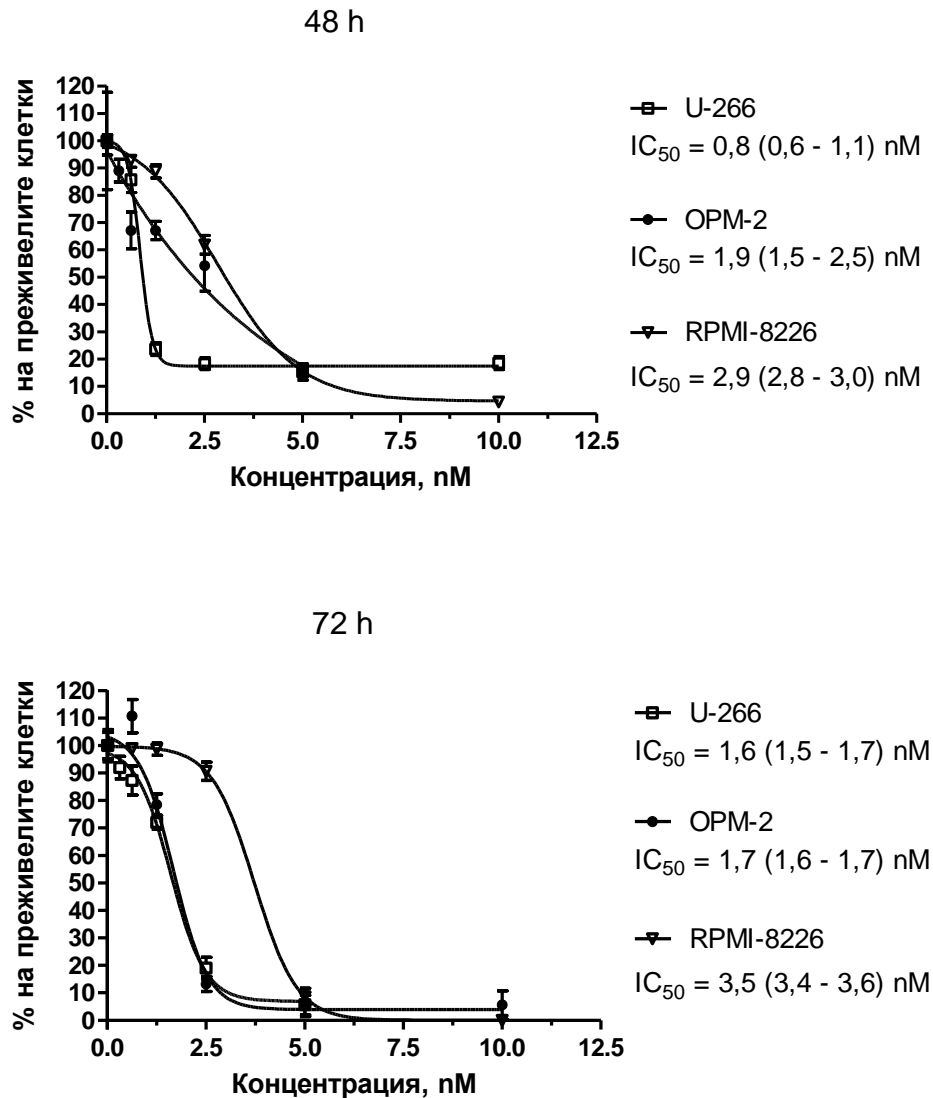 48 h
% на преживелите клетки
120
110
100
90
80
70
60
50
40
30
20
10
0
0.0 2.5 5.0 7.5 10.0 12.5
Концентрация, nM
U-266
IC50 = 0,8 (0,6 - 1,1) nM
OPM-2
IC50 = 1,9 (1,5 - 2,5) nM
RPMI-8226
IC50 = 2,9 (2,8 - 3,0) nM
72 h
% на преживелите клетки
120
110
100
90
80
70
60
50
40
30
20
10
0
0.0 2.5 5.0 7.5 10.0 12.5
Концентрация, nM
U-266
IC50 = 1,6 (1,5 - 1,7) nM
OPM-2
IC50 = 1,7 (1,6 - 1,7) nM
RPMI-8226
IC50 = 3,5 (3,4 - 3,6) nM